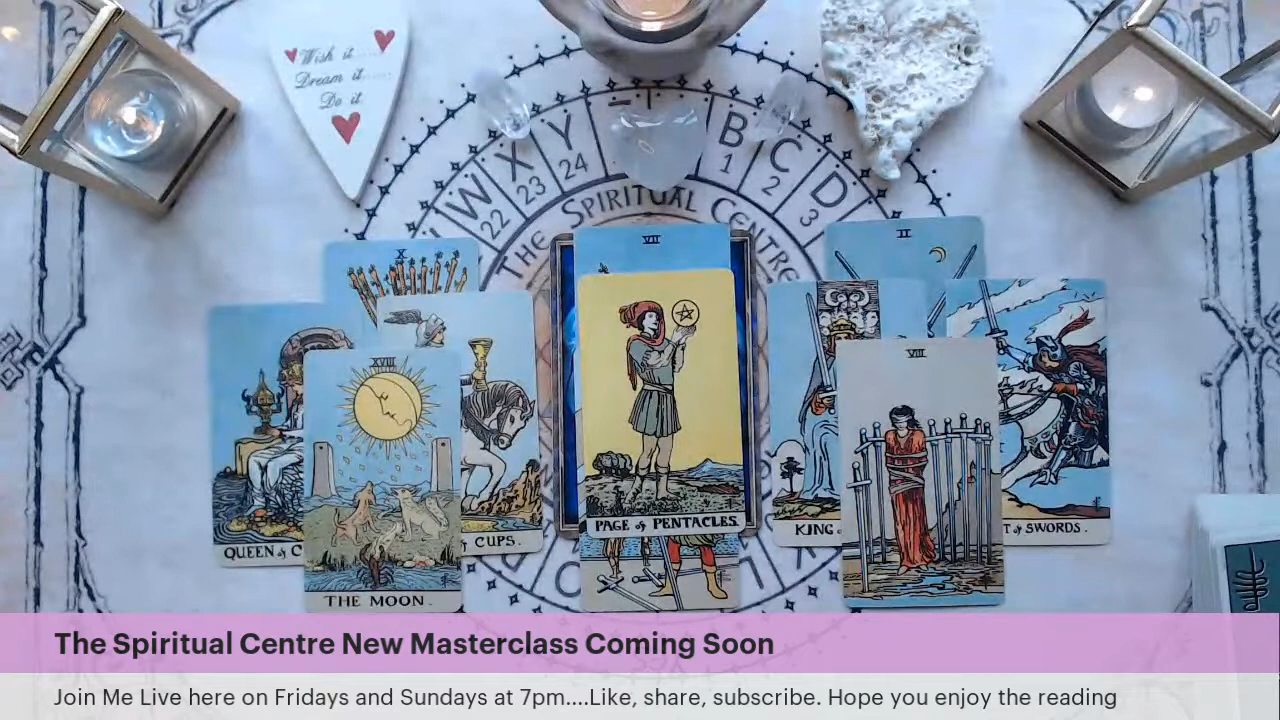 Wish it.....
Dream it.....
Do it
W X Y B C D
22 23 24 1 2 3
THE SPIRITUAL CENTRE
X
VII
II
XVIII
VIII
QUEEN of C
THE MOON.
CUPS.
PAGE of PENTACLES.
KING
T of SWORDS.
The Spiritual Centre New Masterclass Coming Soon
Join Me Live here on Fridays and Sundays at 7pm....Like, share, subscribe. Hope you enjoy the reading